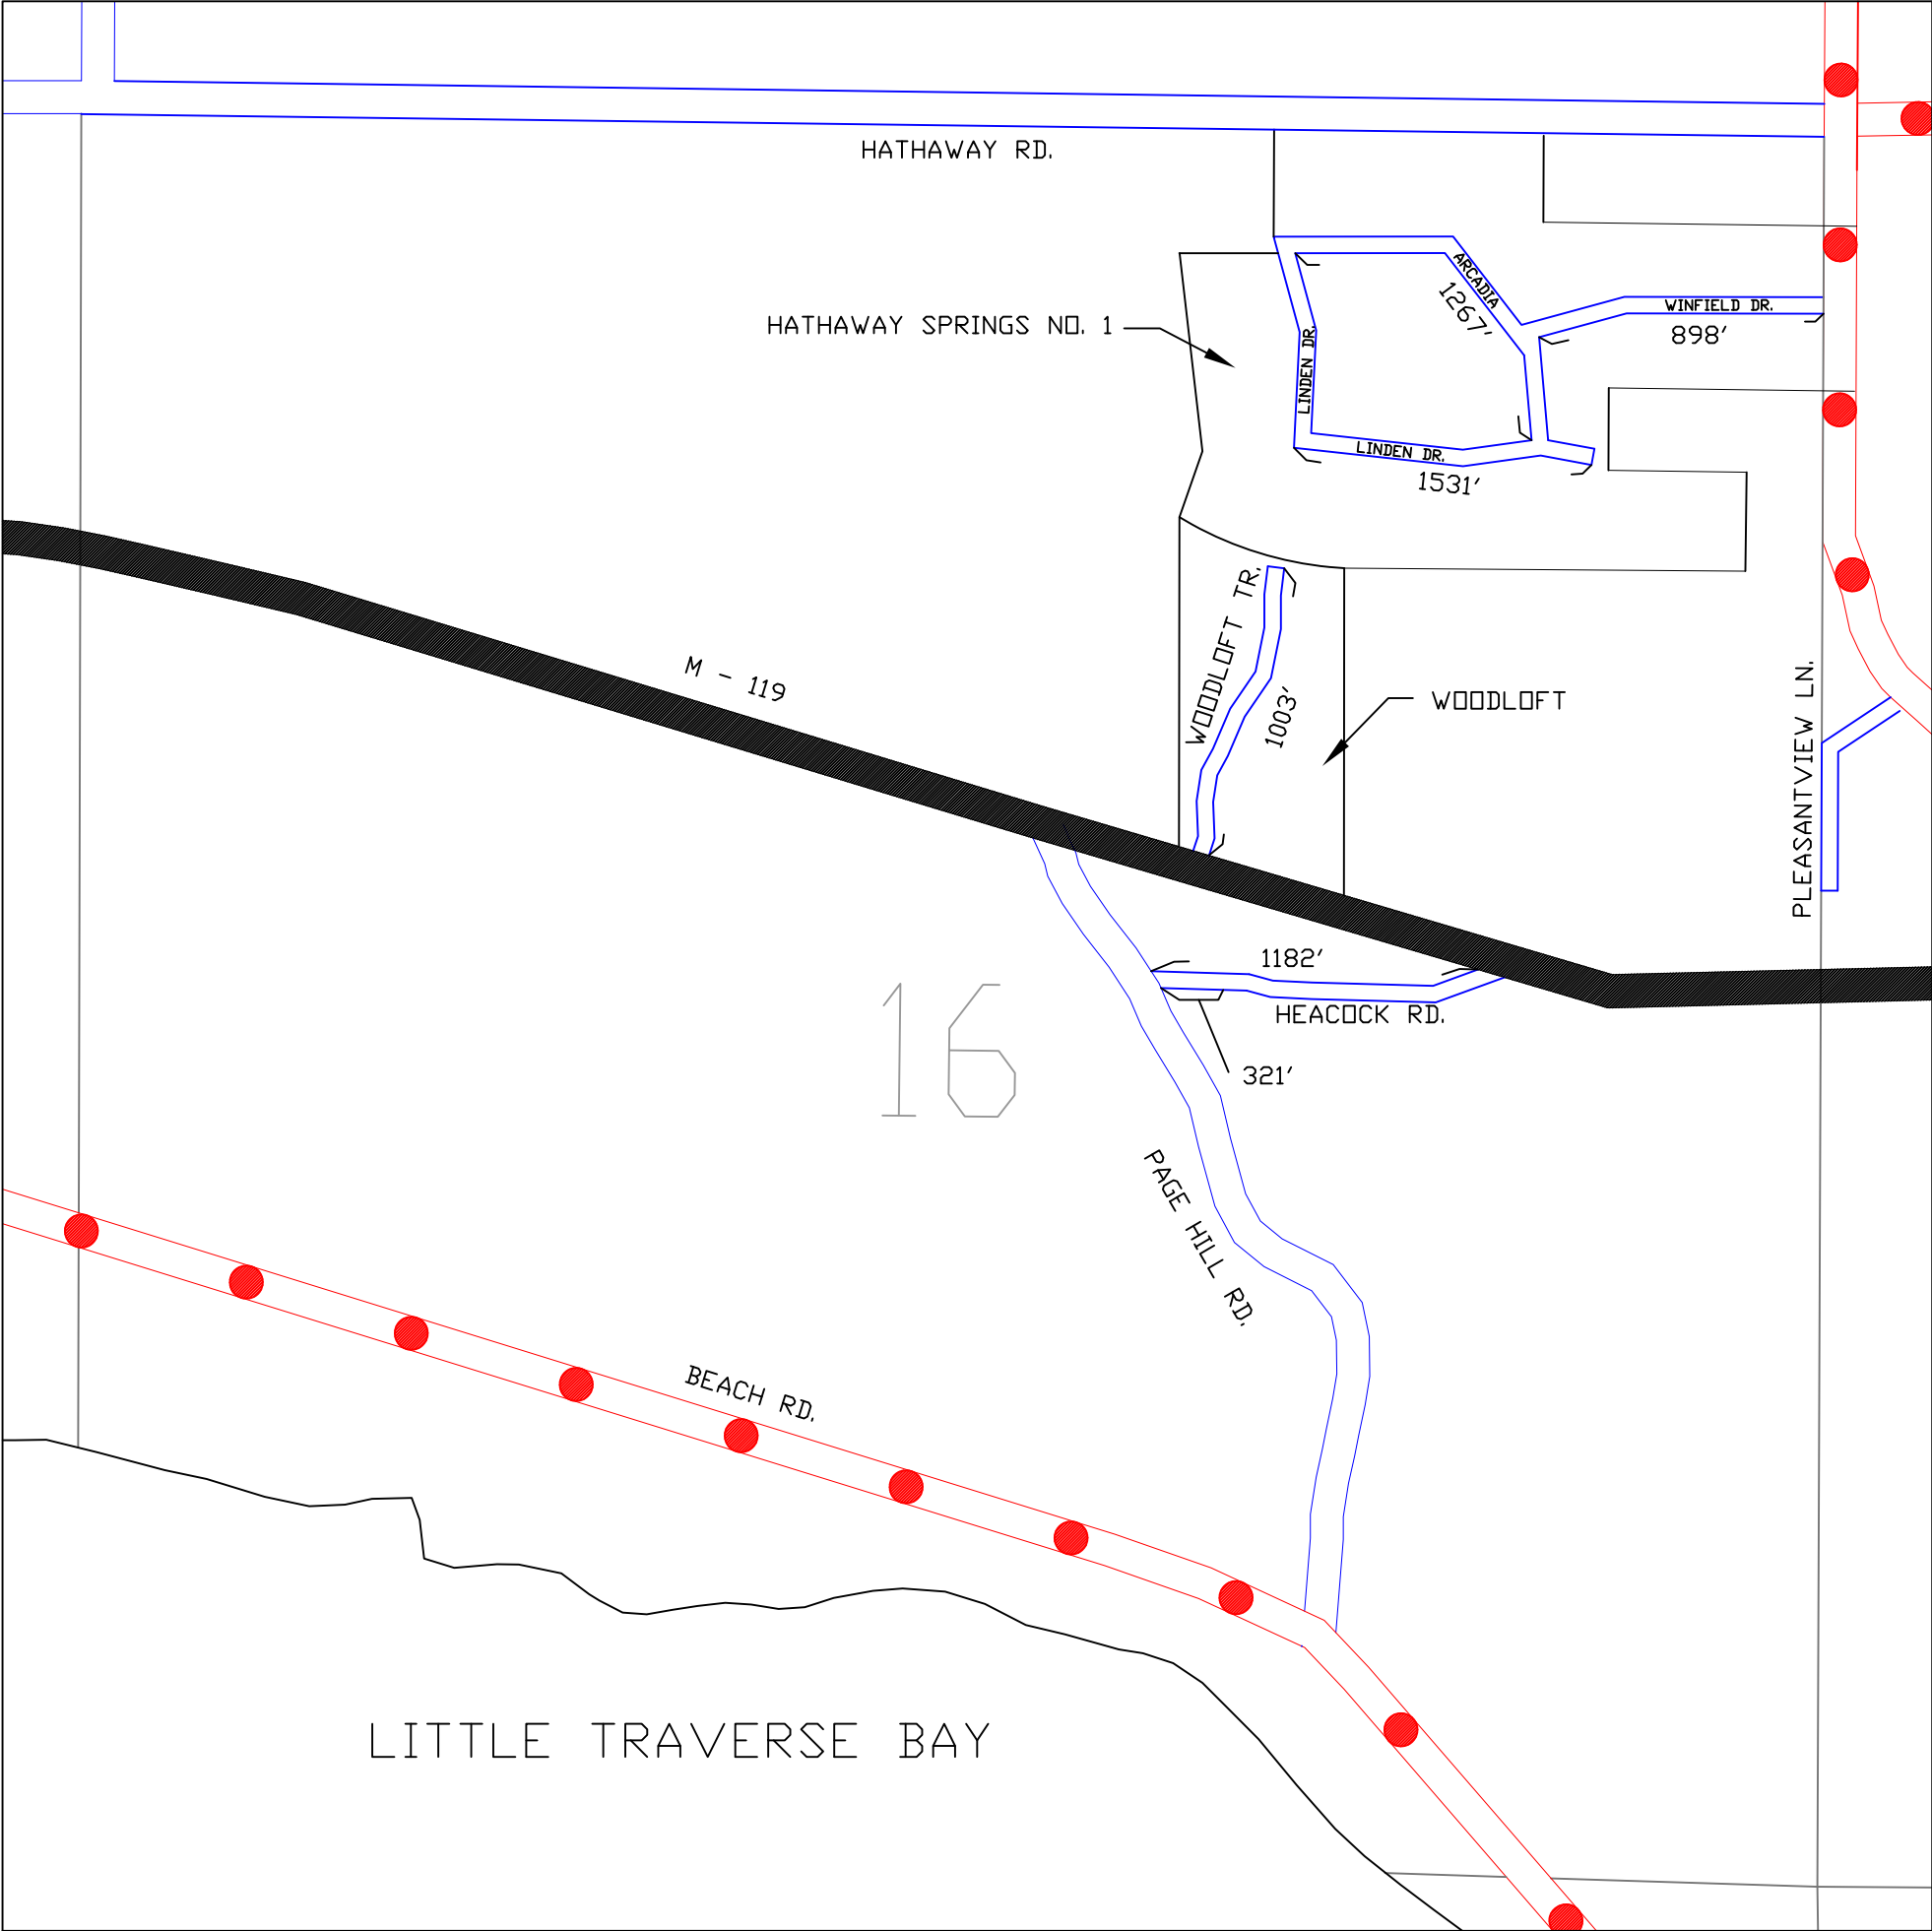 HATHAWAY RD.
ARCADIA
1267'
WINFIELD DR.
898'
HATHAWAY SPRINGS NO. 1
LINDEN DR.
LINDEN DR.
1531'
WOODLOFT TR.
M - 119
1003'
WOODLOFT
PLEASANTVIEW LN.
1182'
HEACOCK RD.
16
321'
PAGE HILL RD.
BEACH RD.
LITTLE TRAVERSE BAY